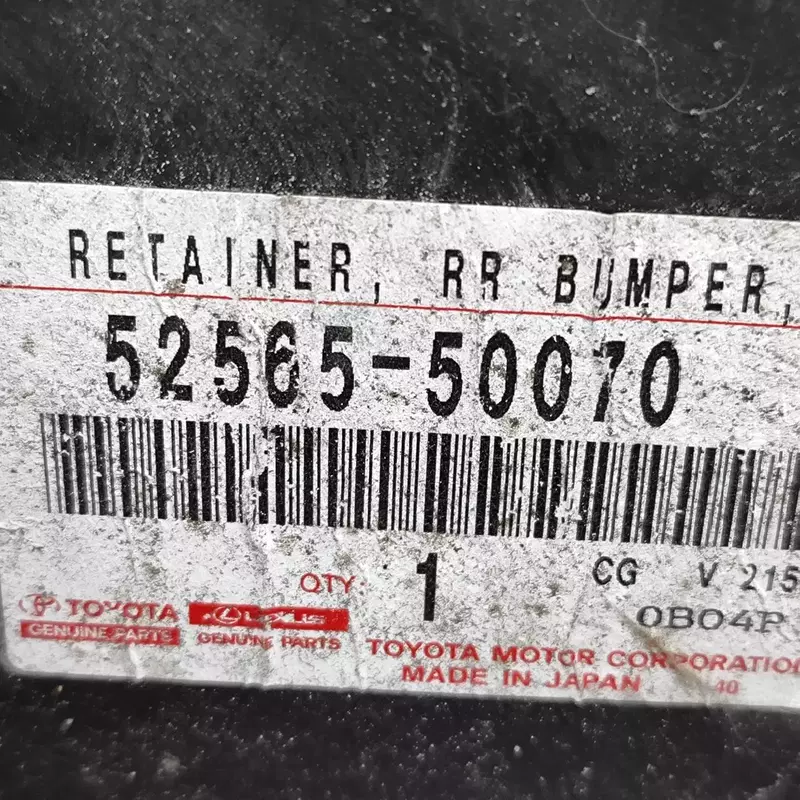 RETAINER, RR BUMPER,
52565-50070
QTY: 1 CG V 215
0B04P
TOYOTA LEXUS
GENUINE PARTS GENUINE PARTS
TOYOTA MOTOR CORPORATION
MADE IN JAPAN 40